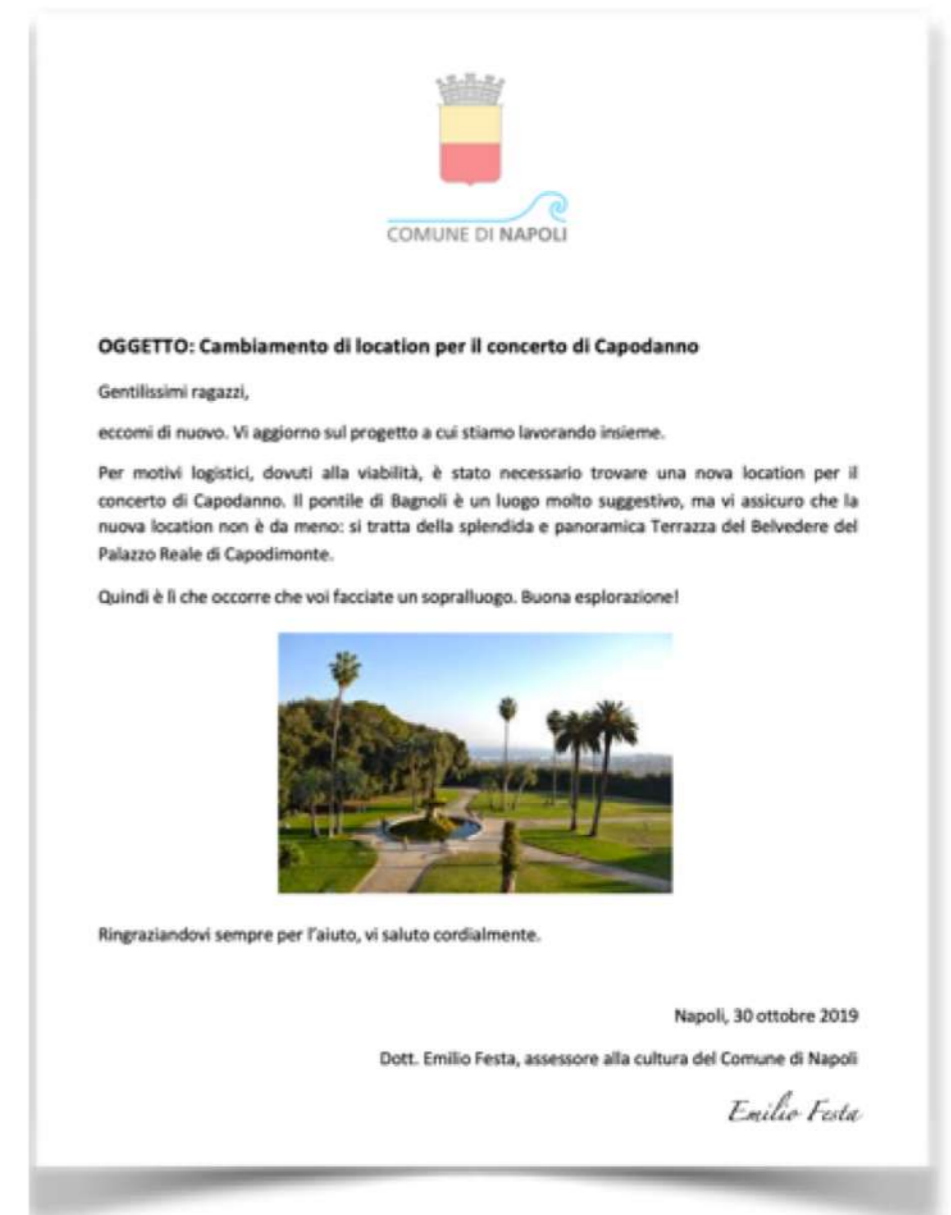 COMUNE DI NAPOLI
OGGETTO: Cambiamento di location per il concerto di Capodanno
Gentilissimi ragazzi,
eccomi di nuovo. Vi aggiorno sul progetto a cui stiamo lavorando insieme.
Per motivi logistici, dovuti alla viabilità, è stato necessario trovare una nova location per il
concerto di Capodanno. Il pontile di Bagnoli è un luogo molto suggestivo, ma vi assicuro che la
nuova location non è da meno: si tratta della splendida e panoramica Terrazza del Belvedere del
Palazzo Reale di Capodimonte.
Quindi è lì che occorre che voi facciate un sopralluogo. Buona esplorazione!
Ringraziandovi sempre per l'aiuto, vi saluto cordialmente.
Napoli, 30 ottobre 2019
Dott. Emilio Festa, assessore alla cultura del Comune di Napoli
Emilio Festa